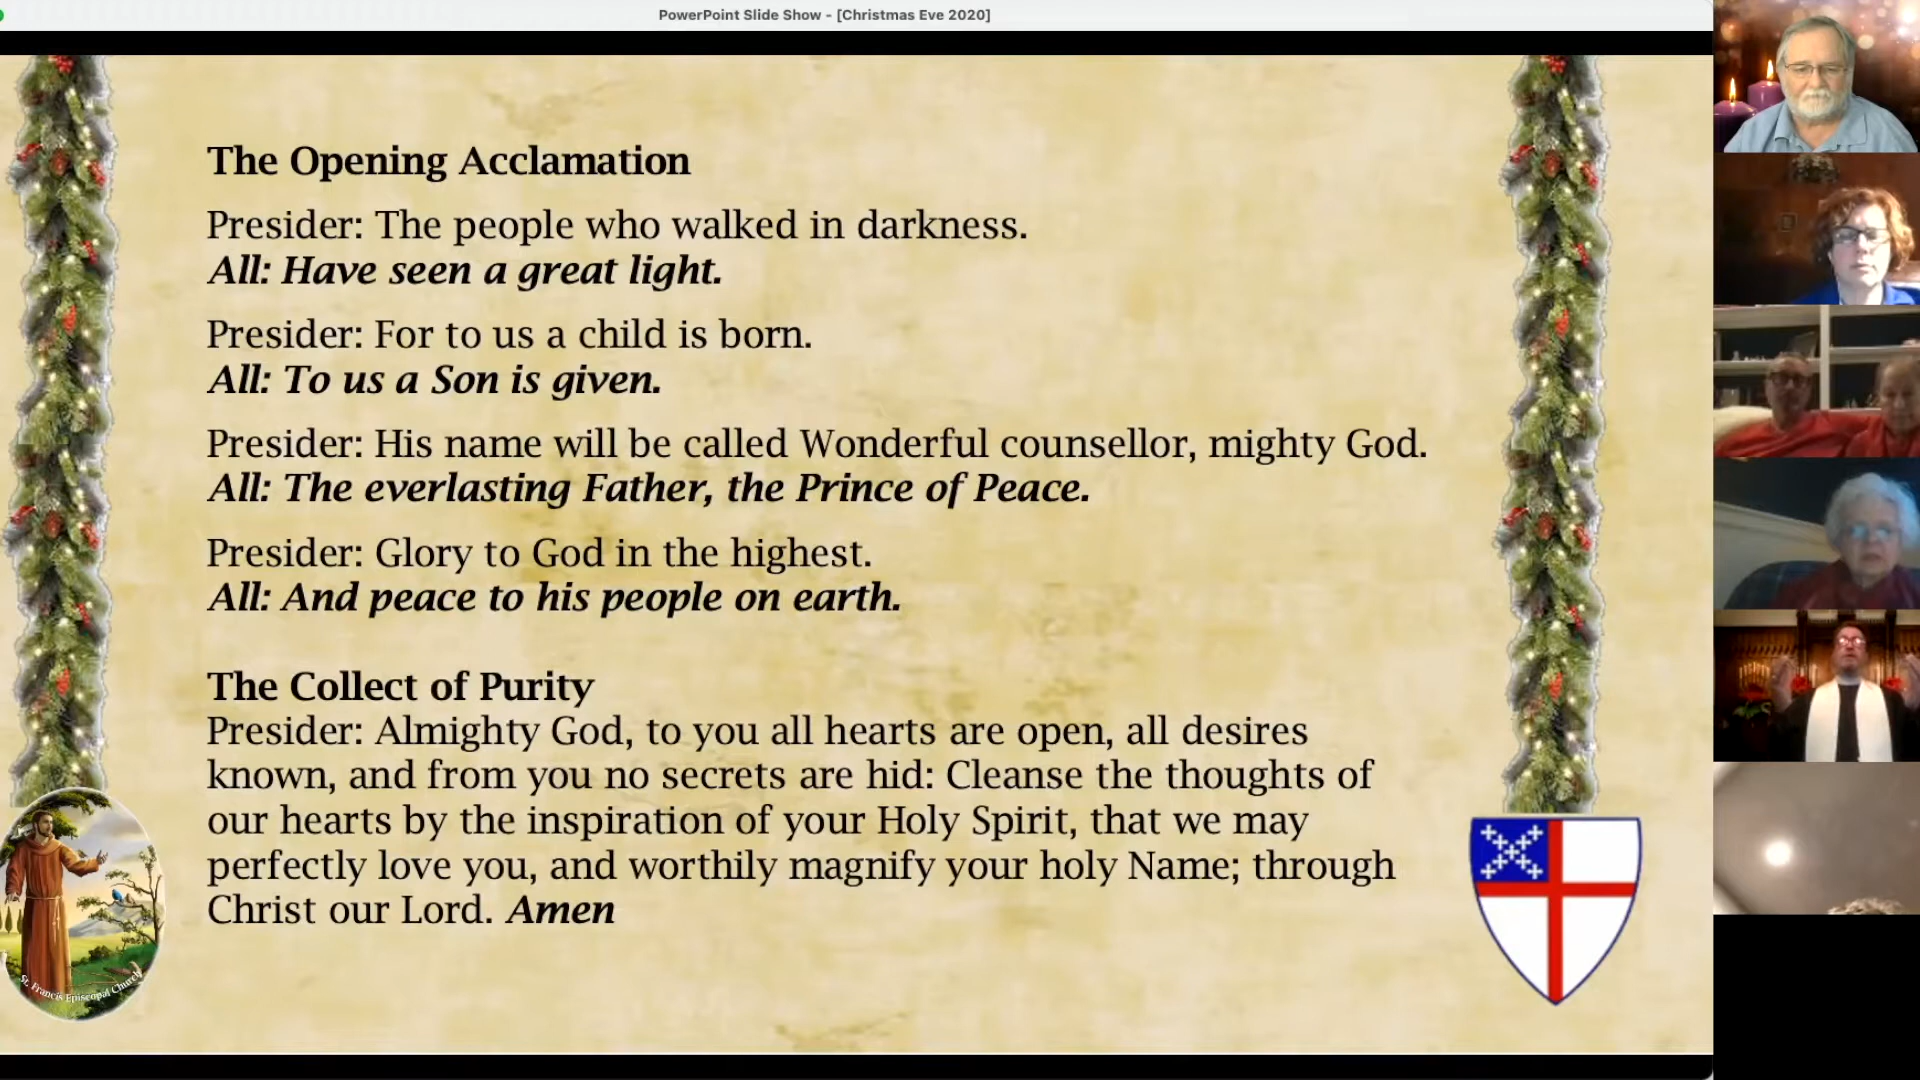 PowerPoint Slide Show - [Christmas Eve 2020]
The Opening Acclamation
Presider: The people who walked in darkness.
All: Have seen a great light.
Presider: For to us a child is born.
All: To us a Son is given.
Presider: His name will be called Wonderful counsellor, mighty God.
All: The everlasting Father, the Prince of Peace.
Presider: Glory to God in the highest.
All: And peace to his people on earth.
The Collect of Purity
Presider: Almighty God, to you all hearts are open, all desires
known, and from you no secrets are hid: Cleanse the thoughts of
our hearts by the inspiration of your Holy Spirit, that we may
perfectly love you, and worthily magnify your holy Name; through
Christ our Lord. Amen
St. Francis Episcopal Church